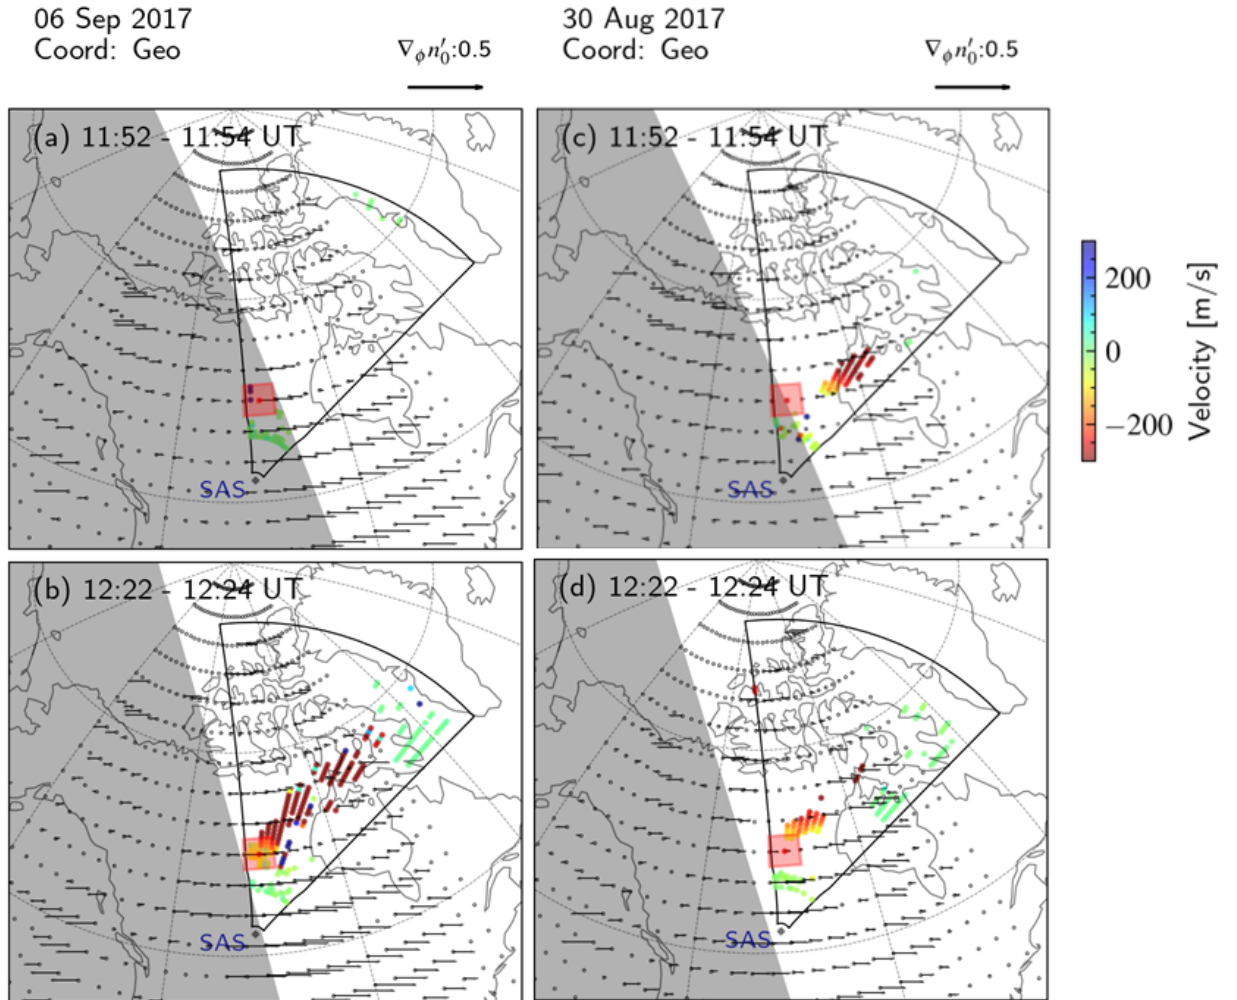 06 Sep 2017
Coord: Geo
∇ϕn′0:0.5
30 Aug 2017
Coord: Geo
∇ϕn′0:0.5
(a) 11:52 - 11:54 UT
SAS
(c) 11:52 - 11:54 UT
SAS
200
0
−200
Velocity [m/s]
(b) 12:22 - 12:24 UT
SAS
(d) 12:22 - 12:24 UT
SAS